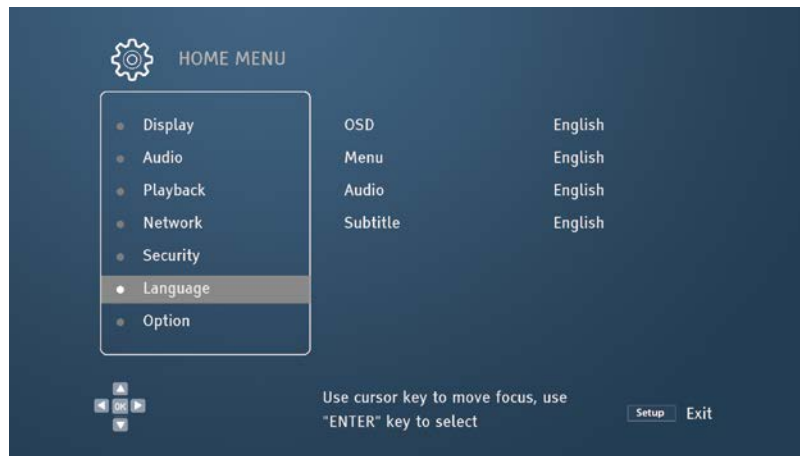 HOME MENU
Display
Audio
Playback
Network
Security
Language
Option
OSD English
Menu English
Audio English
Subtitle English
OK
Use cursor key to move focus, use
"ENTER" key to select
Setup Exit